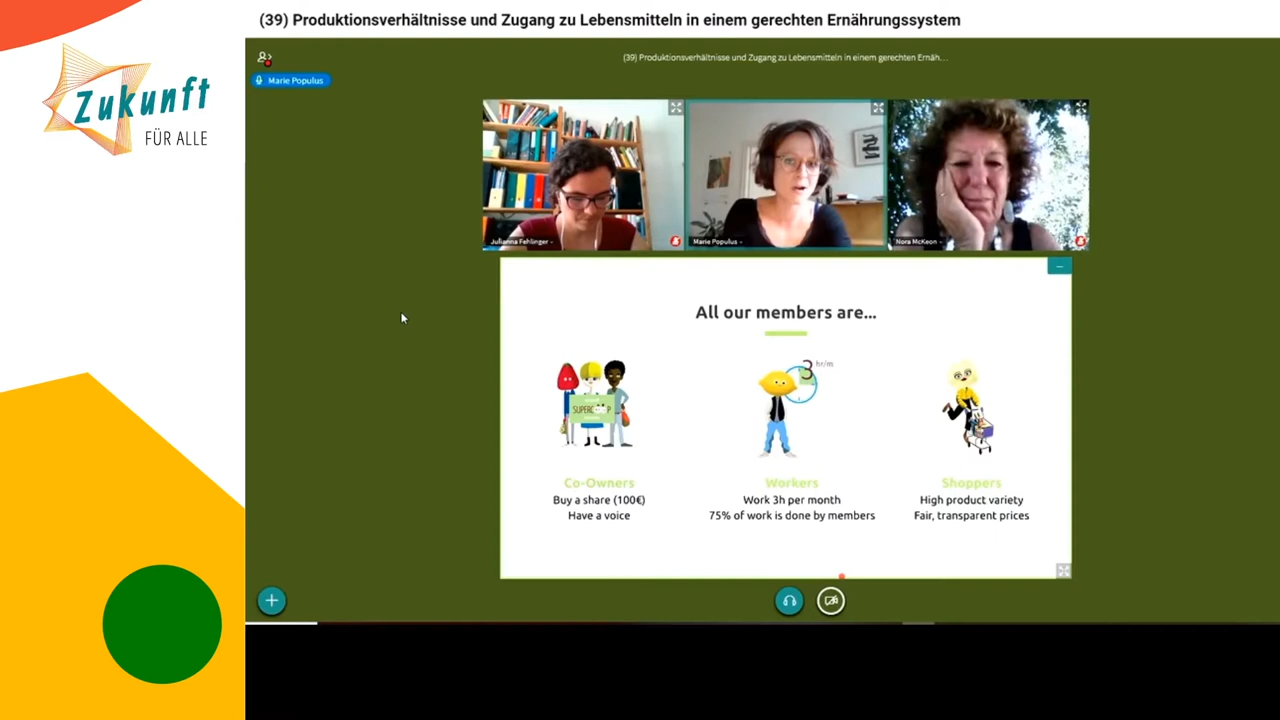 (39) Produktionsverhältnisse und Zugang zu Lebensmitteln in einem gerechten Ernährungssystem
Zukunft
FÜR ALLE
(39) Produktionsverhältnisse und Zugang zu Lebensmitteln in einem gerechten Ernäh…
Marie Populus
Julianna Fehlinger
Marie Populus
Nora McKeon
All our members are...
3 hr/m
Co-Owners
Buy a share (100€)
Have a voice
Workers
Work 3h per month
75% of work is done by members
Shoppers
High product variety
Fair, transparent prices